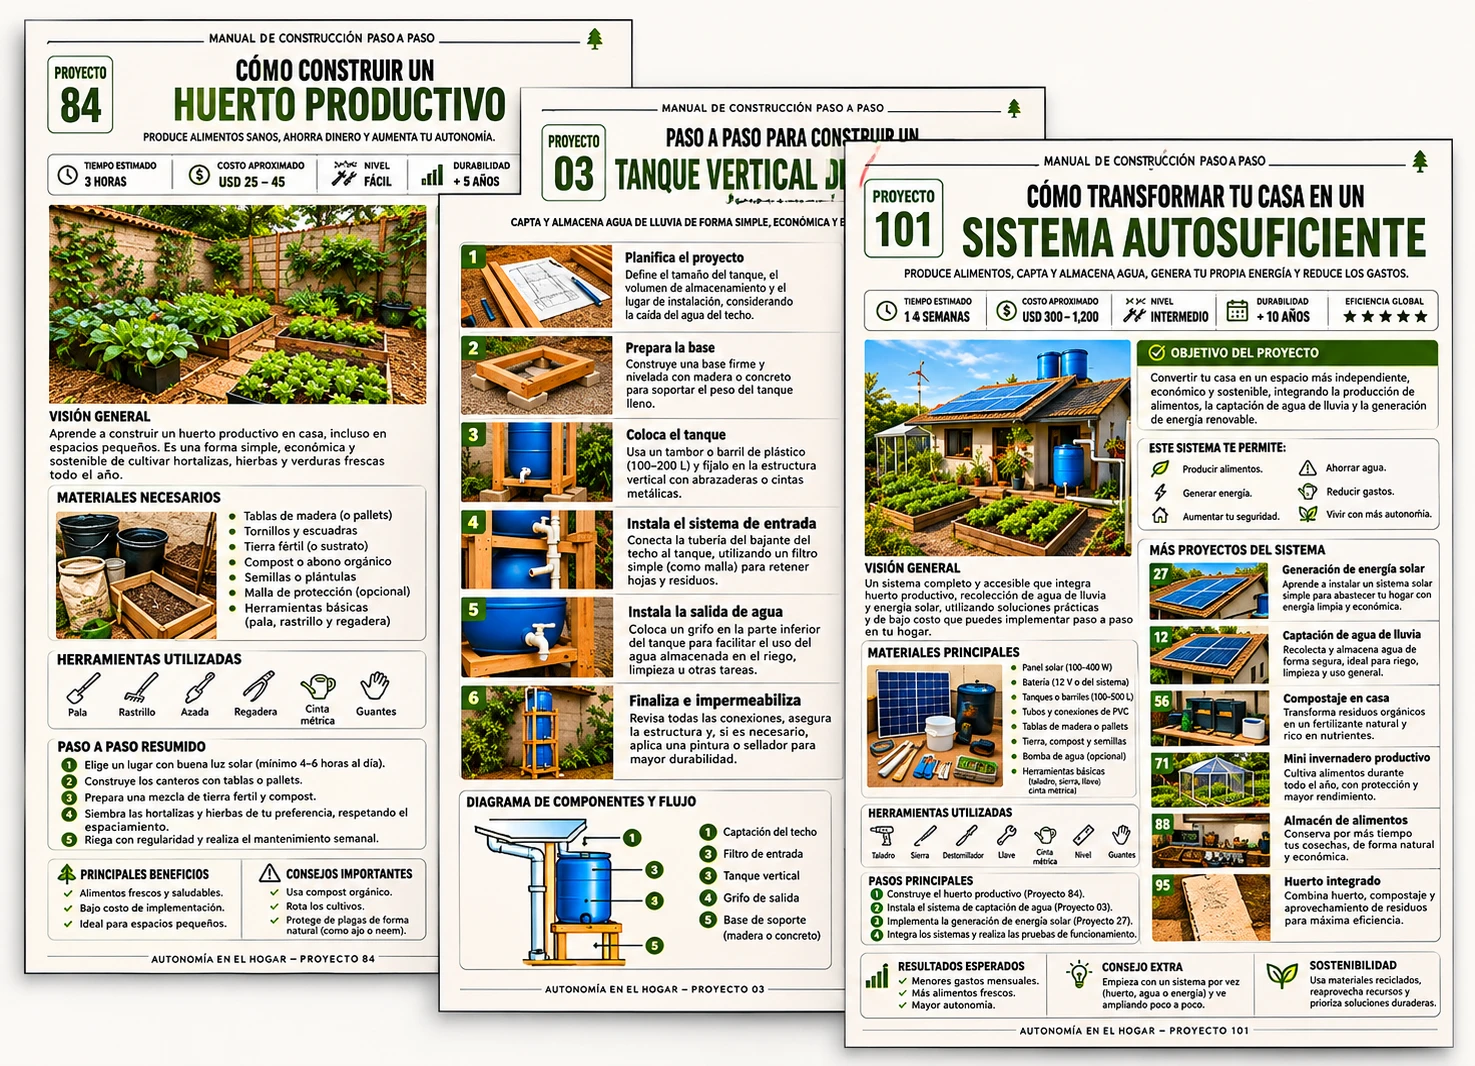 MANUAL DE CONSTRUCCIÓN PASO A PASO
PROYECTO
84
CÓMO CONSTRUIR UN
HUERTO PRODUCTIVO
PRODUCE ALIMENTOS SANOS, AHORRA DINERO Y AUMENTA TU AUTONOMÍA.
TIEMPO ESTIMADO
3 HORAS
COSTO APROXIMADO
USD 25 – 45
NIVEL
FÁCIL
DURABILIDAD
+ 5 AÑOS
VISIÓN GENERAL
Aprende a construir un huerto productivo en casa, incluso en
espacios pequeños. Es una forma simple, económica y
sostenible de cultivar hortalizas, hierbas y verduras frescas
todo el año.
MATERIALES NECESARIOS
Tablas de madera (o pallets)
Tornillos y escuadras
Tierra fértil (o sustrato)
Compost o abono orgánico
Semillas o plántulas
Malla de protección (opcional)
Herramientas básicas
(pala, rastrillo y regadera)
HERRAMIENTAS UTILIZADAS
Pala
Rastrillo
Azada
Regadera
Cinta
métrica
Guantes
PASO A PASO RESUMIDO
1 Elige un lugar con buena luz solar (mínimo 4–6 horas al día).
2 Construye los canteros con tablas o pallets.
3 Prepara una mezcla de tierra fertil y compost.
4 Siembra las hortalizas y hierbas de tu preferencia, respetando el
espaciamiento.
5 Riega con regularidad y realiza el mantenimiento semanal.
PRINCIPALES BENEFICIOS
Alimentos frescos y saludables.
Bajo costo de implementación.
Ideal para espacios pequeños.
CONSEJOS IMPORTANTES
Usa compost orgánico.
Rota los cultivos.
Protege de plagas de forma
natural (como ajo o neem).
AUTONOMÍA EN EL HOGAR – PROYECTO 84
MANUAL DE CONSTRUCCIÓN PASO A PASO
PROYECTO
03
PASO A PASO PARA CONSTRUIR UN
TANQUE VERTICAL
CAPTA Y ALMACENA AGUA DE LLUVIA DE FORMA SIMPLE, ECONÓMICA Y
1
Planifica el proyecto
Define el tamaño del tanque, el
volumen de almacenamiento y el
lugar de instalación, considerando
la caída del agua del techo.
2
Prepara la base
Construye una base firme y
nivelada con madera o concreto
para soportar el peso del tanque
lleno.
3
Coloca el tanque
Usa un tambor o barril de plástico
(100–200 L) y fíjalo en la estructura
vertical con abrazaderas o cintas
metálicas.
4
Instala el sistema de entrada
Conecta la tubería del bajante del
techo al tanque, utilizando un filtro
simple (como malla) para retener
hojas y residuos.
5
Instala la salida de agua
Coloca un grifo en la parte inferior
del tanque para facilitar el uso del
agua almacenada en el riego,
limpieza u otras tareas.
6
Finaliza e impermeabiliza
Revisa todas las conexiones, asegura
la estructura y, si es necesario,
aplica una pintura o sellador para
mayor durabilidad.
DIAGRAMA DE COMPONENTES Y FLUJO
1
3
3
5
1 Captación del techo
3 Filtro de entrada
3 Tanque vertical
4 Grifo de salida
5 Base de soporte
(madera o concreto)
AUTONOMÍA EN EL HOGAR – PROYECTO 03
MANUAL DE CONSTRUCCIÓN PASO A PASO
PROYECTO
101
CÓMO TRANSFORMAR TU CASA EN UN
SISTEMA AUTOSUFICIENTE
PRODUCE ALIMENTOS, CAPTA Y ALMACENA AGUA, GENERA TU PROPIA ENERGÍA Y REDUCE LOS GASTOS.
TIEMPO ESTIMADO
1 4 SEMANAS
COSTO APROXIMADO
USD 300 – 1,200
NIVEL
INTERMEDIO
DURABILIDAD
+ 10 AÑOS
EFICIENCIA GLOBAL
★★★★★
OBJETIVO DEL PROYECTO
Convertir tu casa en un espacio más independiente,
económico y sostenible, integrando la producción de
alimentos, la captación de agua de lluvia y la generación
de energía renovable.
ESTE SISTEMA TE PERMITE:
Producir alimentos.
Ahorrar agua.
Generar energía.
Reducir gastos.
Aumentar tu seguridad.
Vivir con más autonomía.
VISIÓN GENERAL
Un sistema completo y accesible que integra
huerto productivo, recolección de agua de lluvia
y energía solar, utilizando soluciones prácticas
y de bajo costo que puedes implementar paso a paso
en tu hogar.
MATERIALES PRINCIPALES
Panel solar (100–400 W)
Batería (12 V o del sistema)
Tanques o barriles (100–500 L)
Tubos y conexiones de PVC
Tablas de madera o pallets
Tierra, compost y semillas
Bomba de agua (opcional)
Herramientas básicas
(taladro, sierra, llave)
cinta métrica)
HERRAMIENTAS UTILIZADAS
Taladro
Sierra
Destornillador
Llave
Cinta
métrica
Nivel
Guantes
PASOS PRINCIPALES
1 Construye el huerto productivo (Proyecto 84).
2 Instala el sistema de captación de agua (Proyecto 03).
3 Implementa la generación de energía solar (Proyecto 27).
4 Integra los sistemas y realiza las pruebas de funcionamiento.
MÁS PROYECTOS DEL SISTEMA
27
Generación de energía solar
Aprende a instalar un sistema solar
simple para abastecer tu hogar con
energía limpia y económica.
12
Captación de agua de lluvia
Recolecta y almacena agua de
forma segura, ideal para riego,
limpieza y uso general.
56
Compostaje en casa
Transforma residuos orgánicos
en un fertilizante natural y
rico en nutrientes.
71
Mini invernadero productivo
Cultiva alimentos durante
todo el año, con protección y
mayor rendimiento.
88
Almacén de alimentos
Conserva por más tiempo
tus cosechas, de forma natural
y económica.
95
Huerto integrado
Combina huerto, compostaje y
aprovechamiento de residuos
para máxima eficiencia.
RESULTADOS ESPERADOS
Menores gastos mensuales.
Más alimentos frescos.
Mayor autonomía.
CONSEJO EXTRA
Empieza con un sistema por vez
(huerto, agua o energía) y ve
ampliando poco a poco.
SOSTENIBILIDAD
Usa materiales reciclados,
reaprovecha recursos y
prioriza soluciones duraderas.
AUTONOMÍA EN EL HOGAR – PROYECTO 101